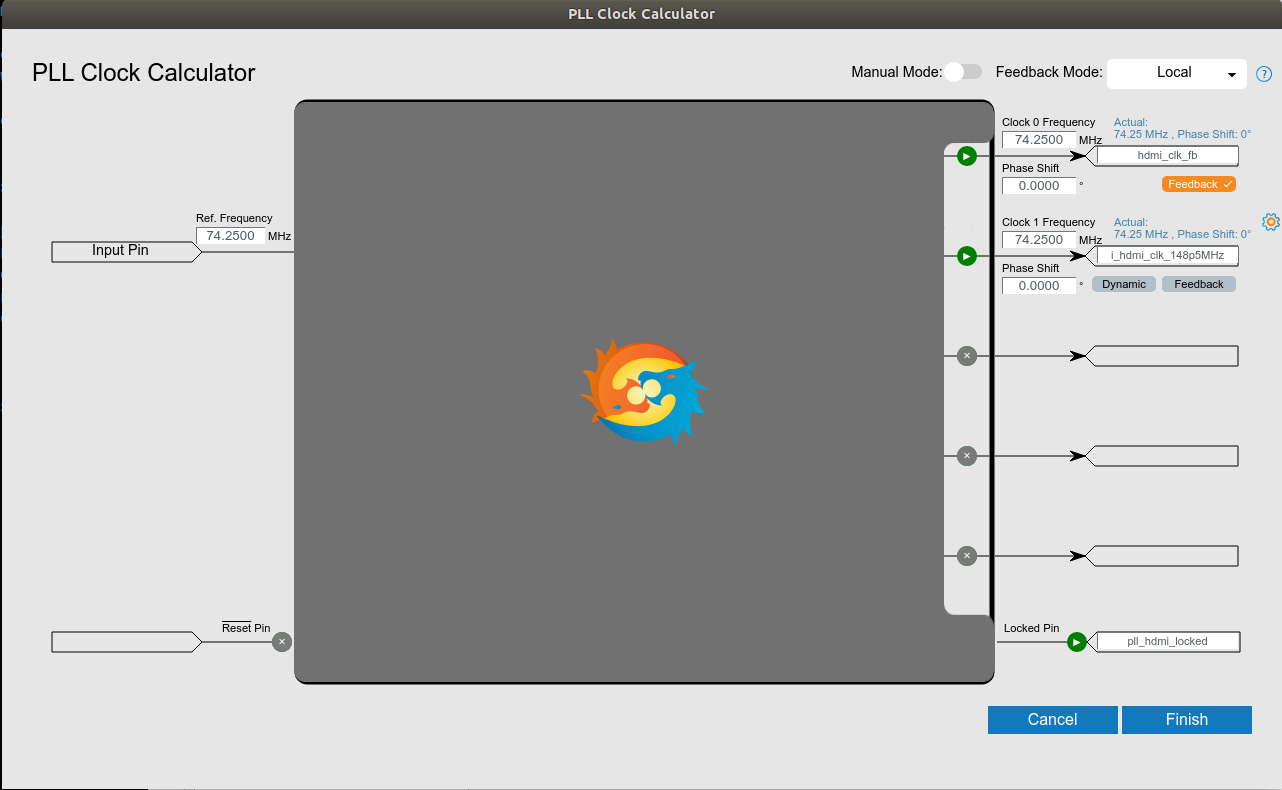 PLL Clock Calculator
PLL Clock Calculator
Manual Mode:
Feedback Mode:
Local
?
Clock 0 Frequency
Actual:
74.25 MHz , Phase Shift: 0°
74.2500 MHz
hdmi_clk_fb
Phase Shift
0.0000 °
Feedback
Ref. Frequency
74.2500 MHz
Input Pin
Clock 1 Frequency
Actual:
74.25 MHz , Phase Shift: 0°
74.2500 MHz
i_hdmi_clk_148p5MHz
Phase Shift
0.0000 °
Dynamic
Feedback
Reset Pin
Locked Pin
pll_hdmi_locked
Cancel
Finish